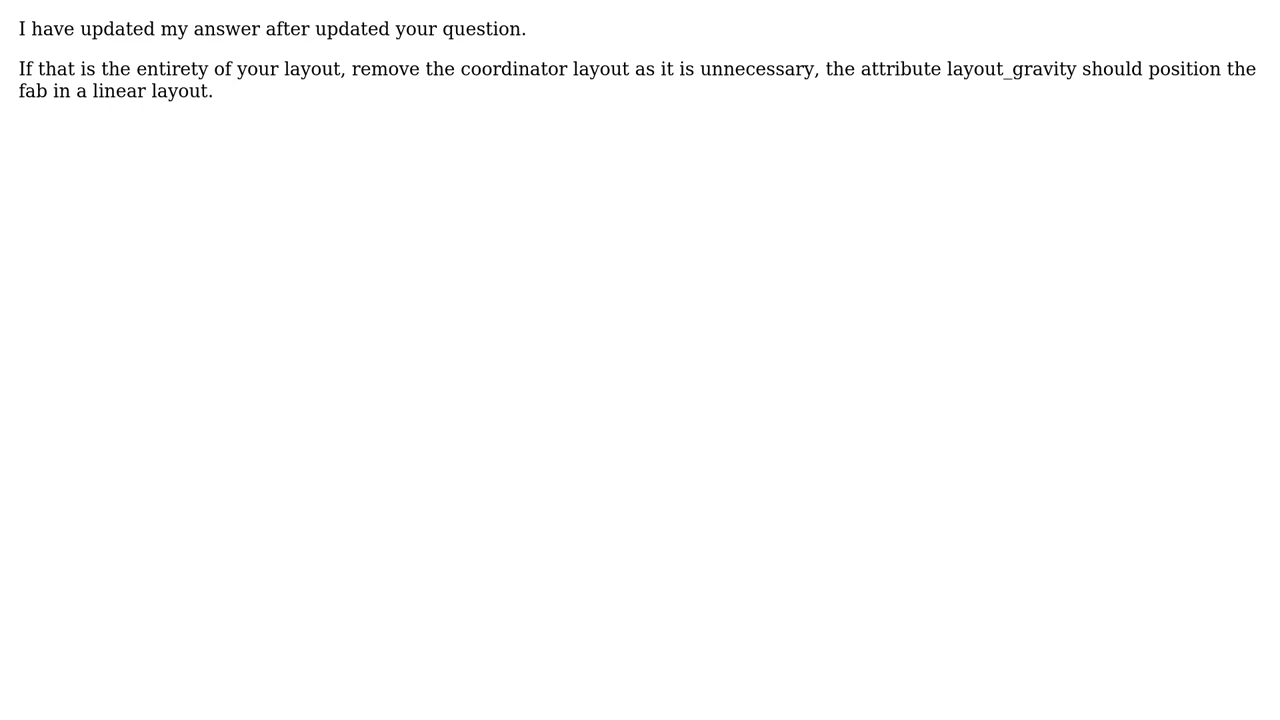 I have updated my answer after updated your question.
If that is the entirety of your layout, remove the coordinator layout as it is unnecessary, the attribute layout_gravity should position the
fab in a linear layout.